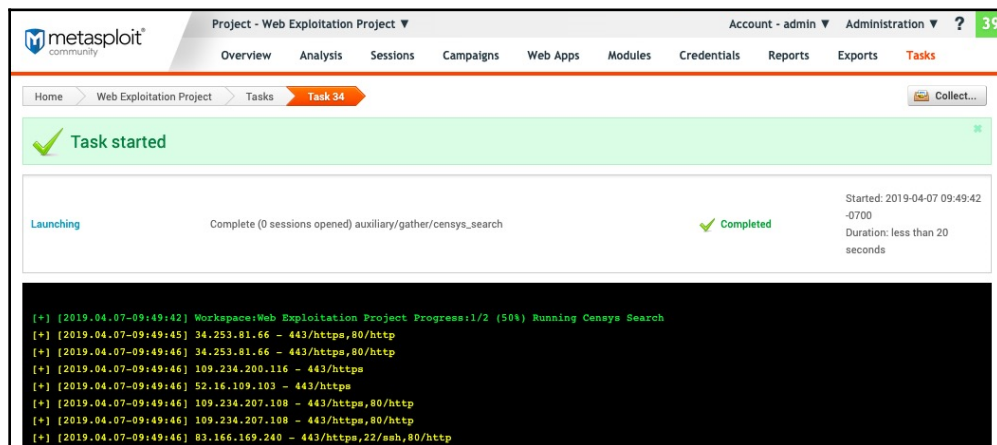 metasploit®
community
Project - Web Exploitation Project ▼
Account - admin ▼ Administration ▼ ? 39
Overview Analysis Sessions Campaigns Web Apps Modules Credentials Reports Exports Tasks
Home Web Exploitation Project Tasks Task 34
Collect...
Task started
Launching
Complete (0 sessions opened) auxiliary/gather/censys_search
Completed
Started: 2019-04-07 09:49:42
-0700
Duration: less than 20
seconds
[+] [2019.04.07-09:49:42] Workspace:Web Exploitation Project Progress:1/2 (50%) Running Censys Search
[+] [2019.04.07-09:49:45] 34.253.81.66 - 443/https,80/http
[+] [2019.04.07-09:49:46] 34.253.81.66 - 443/https,80/http
[+] [2019.04.07-09:49:46] 109.234.200.116 - 443/https
[+] [2019.04.07-09:49:46] 52.16.109.103 - 443/https
[+] [2019.04.07-09:49:46] 109.234.207.108 - 443/https,80/http
[+] [2019.04.07-09:49:46] 109.234.207.108 - 443/https,80/http
[+] [2019.04.07-09:49:46] 83.166.169.240 - 443/https,22/ssh,80/http